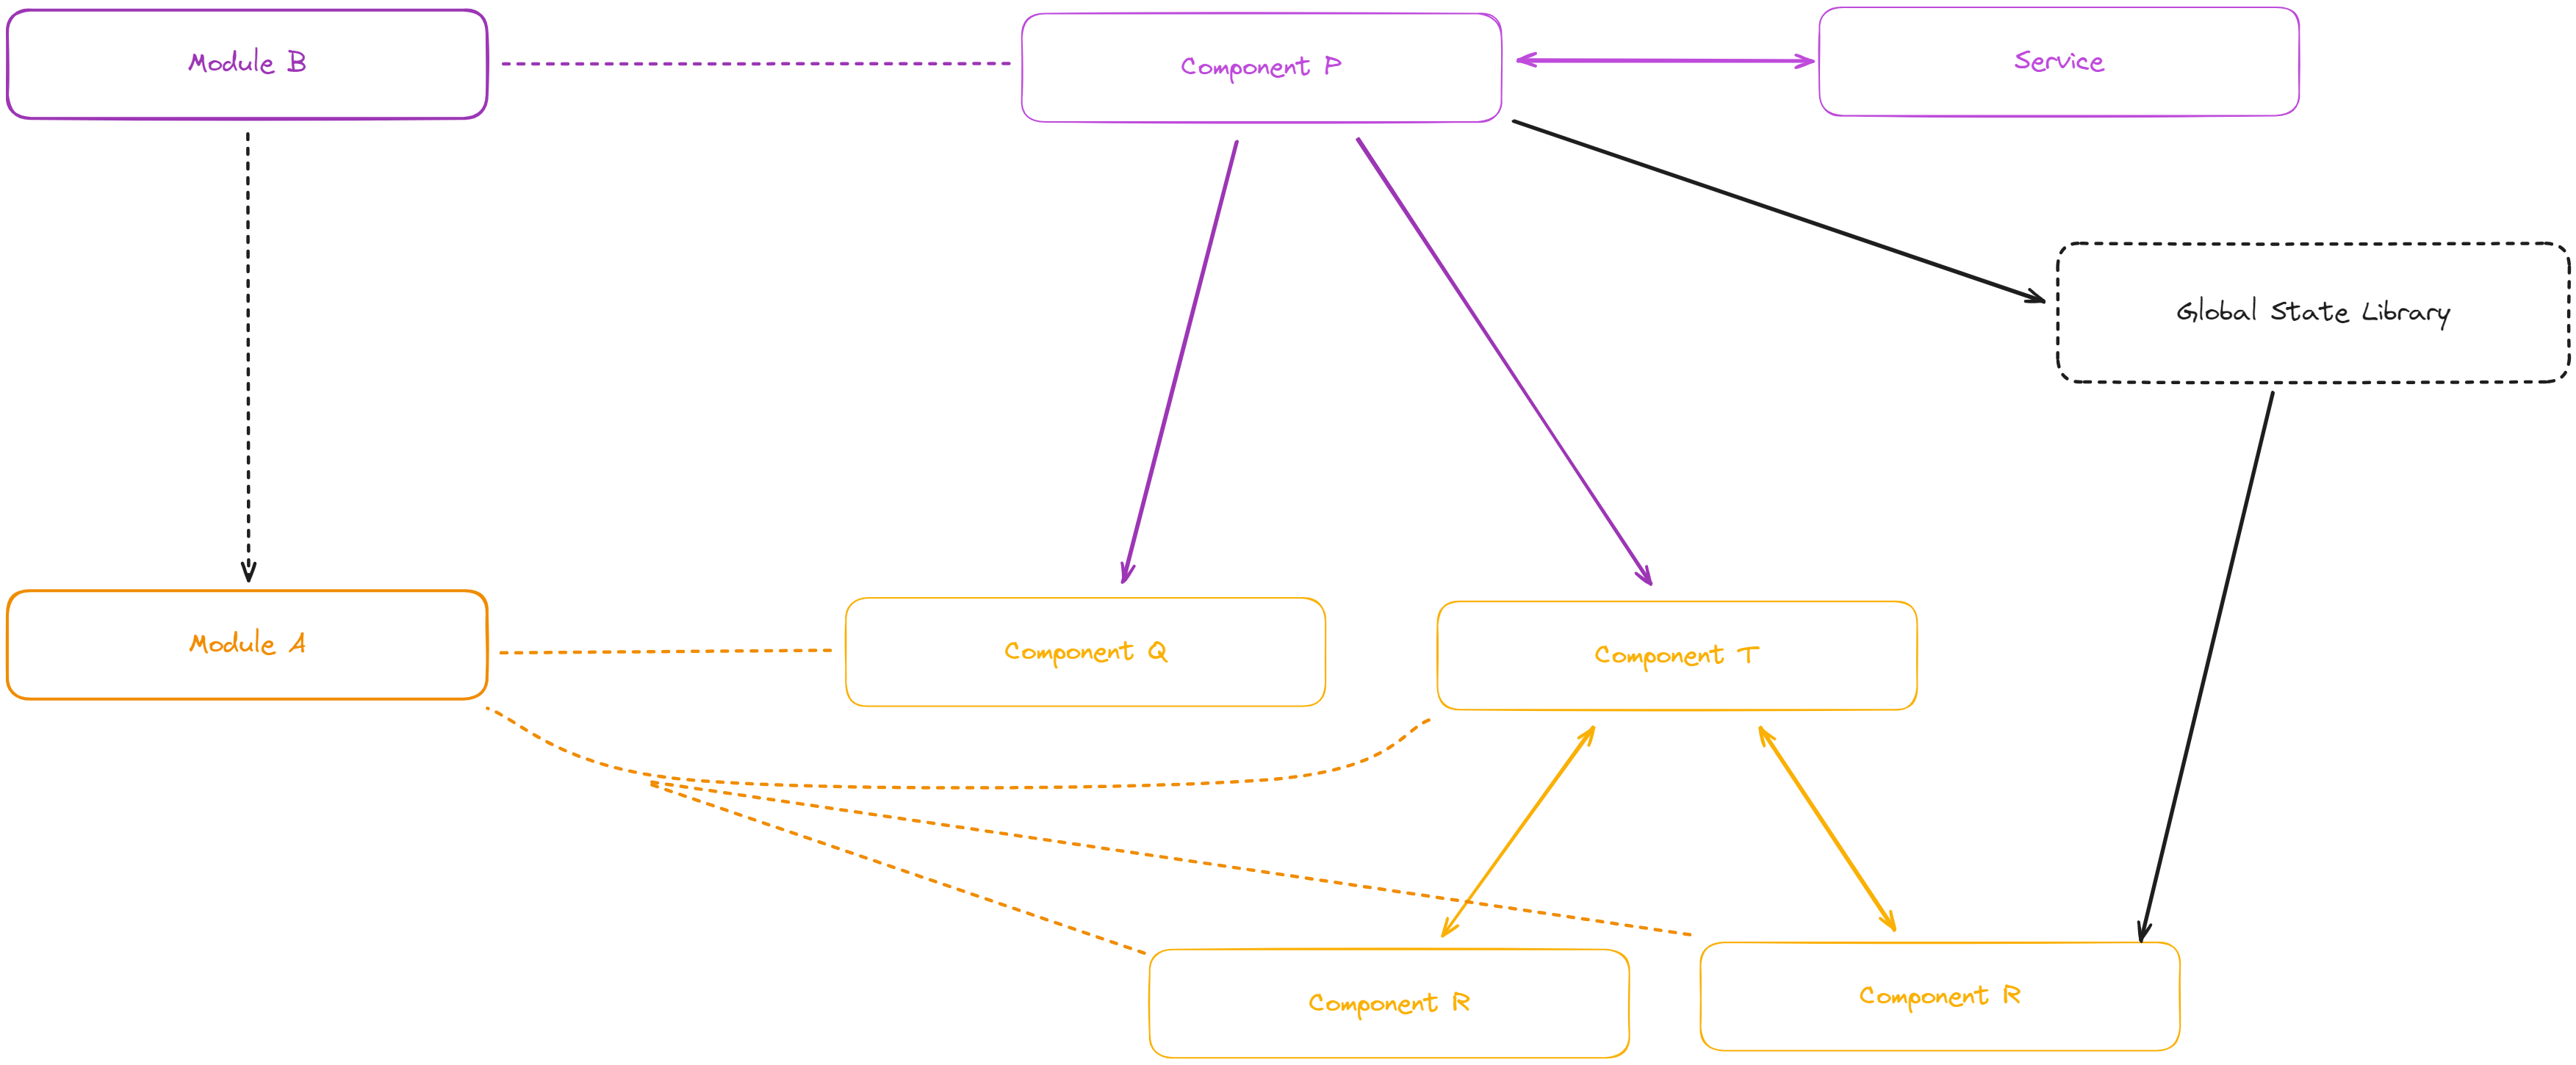 Module B
Component P
Service
Global State Library
Module A
Component Q
Component T
Component R
Component R